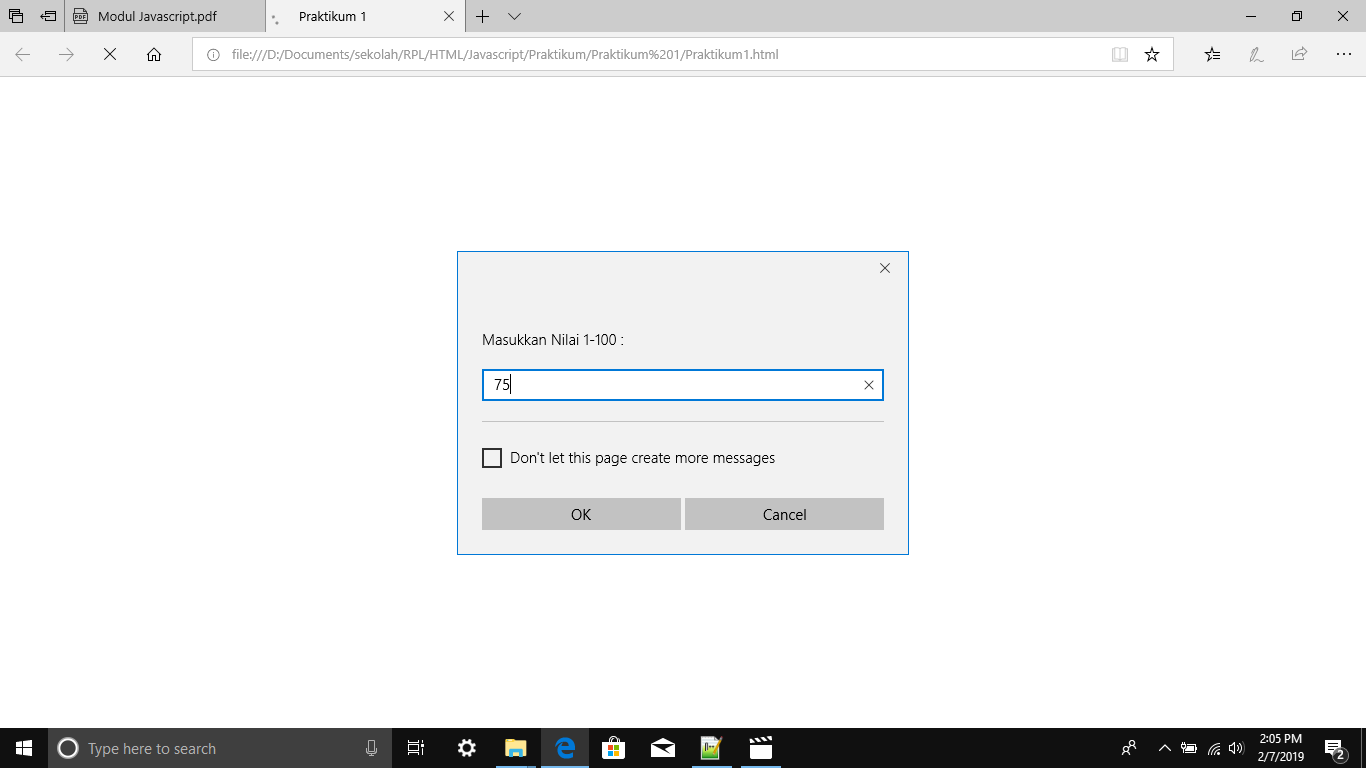 Modul Javascript.pdf
Praktikum 1
file:///D:/Documents/sekolah/RPL/HTML/Javascript/Praktikum/Praktikum%201/Praktikum1.html
Masukkan Nilai 1-100 :
75
Don't let this page create more messages
OK Cancel
Type here to search
2:05 PM
2/7/2019
2